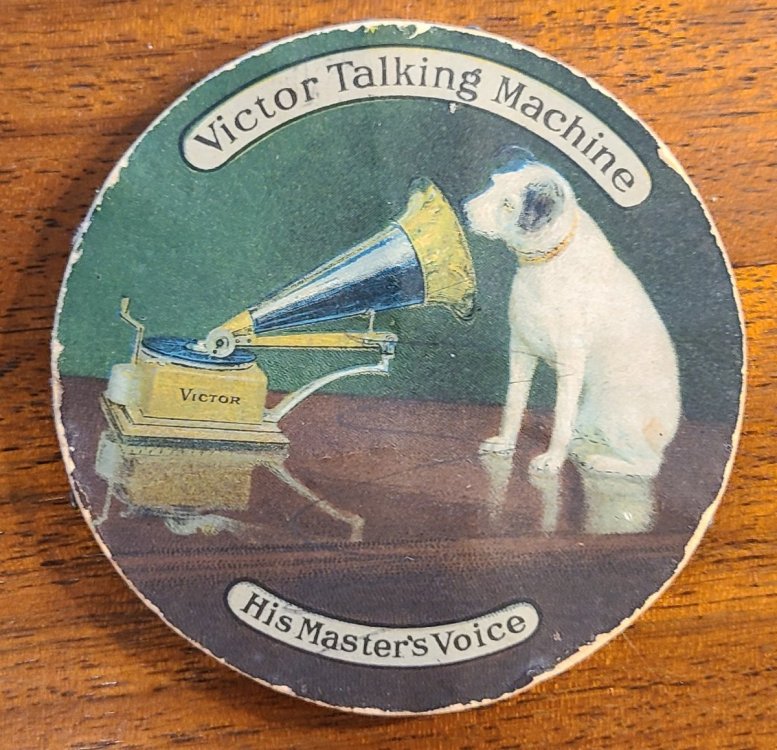 Victor Talking Machine
VICTOR
His Master's Voice